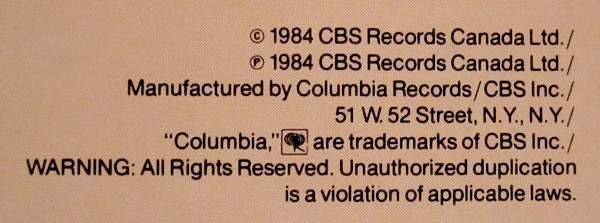 © 1984 CBS Records Canada Ltd./
℗ 1984 CBS Records Canada Ltd./
Manufactured by Columbia Records/CBS Inc./
51 W. 52 Street, N.Y., N.Y./
"Columbia," are trademarks of CBS Inc./
WARNING: All Rights Reserved. Unauthorized duplication
is a violation of applicable laws.